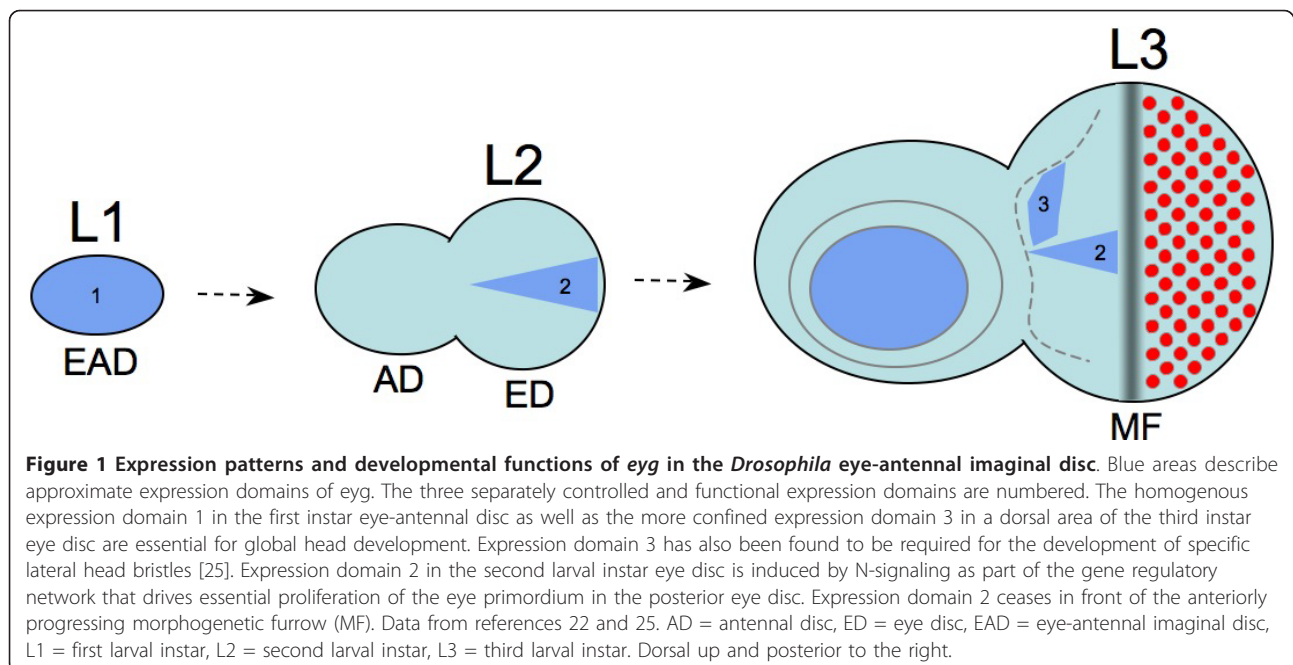 L1
1
EAD
L2
2
AD
ED
L3
3
2
MF
Figure 1 Expression patterns and developmental functions of eyg in the Drosophila eye-antennal imaginal disc. Blue areas describe
approximate expression domains of eyg. The three separately controlled and functional expression domains are numbered. The homogenous
expression domain 1 in the first instar eye-antennal disc as well as the more confined expression domain 3 in a dorsal area of the third instar
eye disc are essential for global head development. Expression domain 3 has also been found to be required for the development of specific
lateral head bristles [25]. Expression domain 2 in the second larval instar eye disc is induced by N-signaling as part of the gene regulatory
network that drives essential proliferation of the eye primordium in the posterior eye disc. Expression domain 2 ceases in front of the anteriorly
progressing morphogenetic furrow (MF). Data from references 22 and 25. AD = antennal disc, ED = eye disc, EAD = eye-antennal imaginal disc,
L1 = first larval instar, L2 = second larval instar, L3 = third larval instar. Dorsal up and posterior to the right.